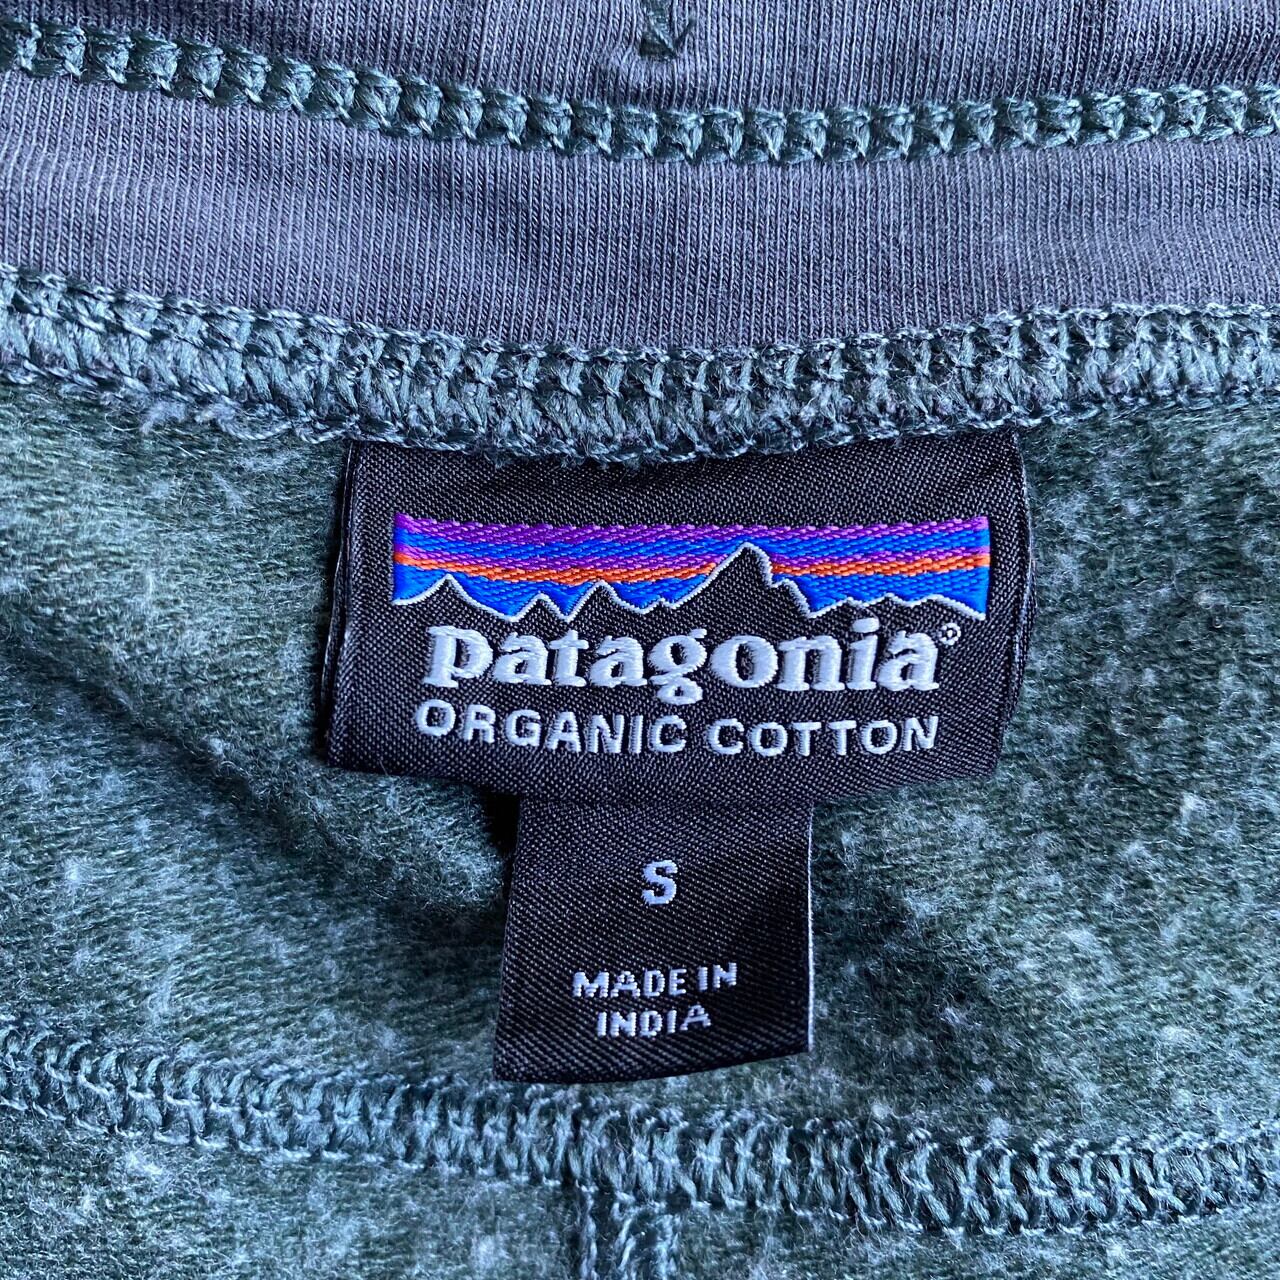 patagonia®
ORGANIC COTTON
S
MADE IN
INDIA